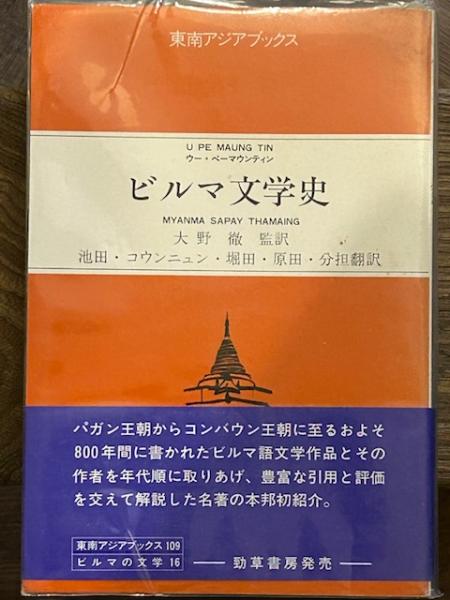 東南アジアブックス
U PE MAUNG TIN
ウー・ペーマウンティン
ビルマ文学史
MYANMA SAPAY THAMAING
大野 徹 監訳
池田・コウンニュン・堀田・原田・分担翻訳
パガン王朝からコンバウン王朝に至るおよそ
800年間に書かれたビルマ語文学作品とその
作者を年代順に取りあげ、豊富な引用と評価
を交えて解説した名著の本邦初紹介。
東南アジアブックス 109
ビルマの文学 16
── 勁草書房発売 ──